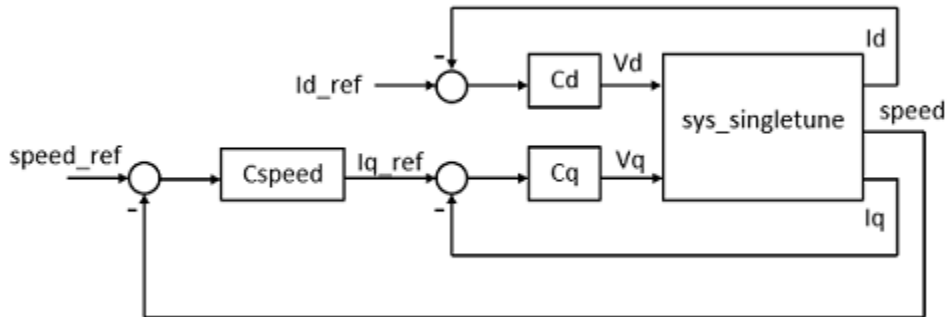 Id
-
Vd
Id_ref
Cd
speed
sys_singletune
speed_ref
Iq_ref
Vq
Cspeed
Cq
-
-
Iq